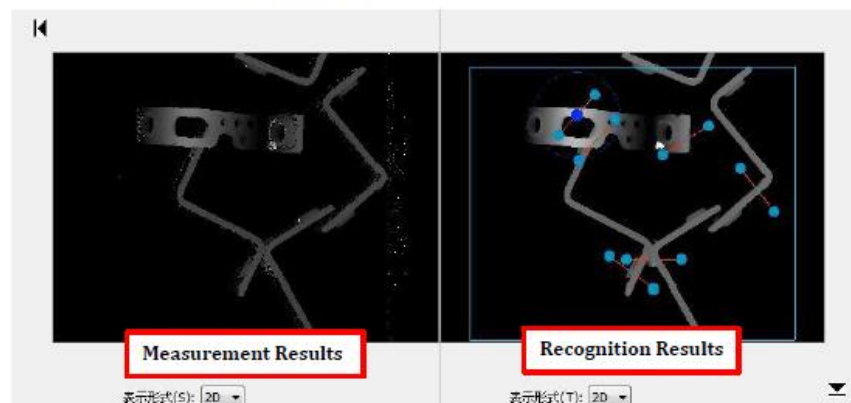 Measurement Results
Recognition Results
表示形式(S): 2D
表示形式(T): 2D